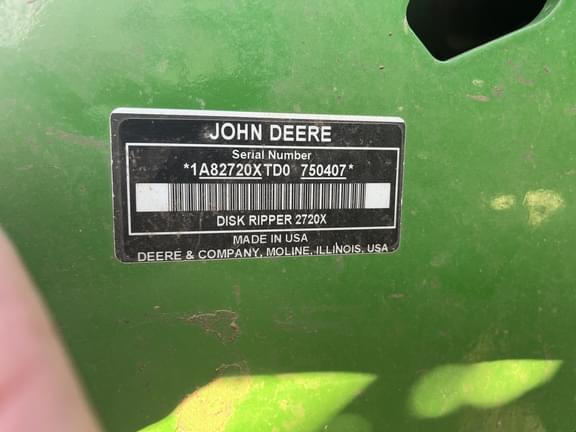 JOHN DEERE
Serial Number
*1A82720XTD0 750407*
DISK RIPPER 2720X
MADE IN USA
DEERE & COMPANY, MOLINE, ILLINOIS, USA